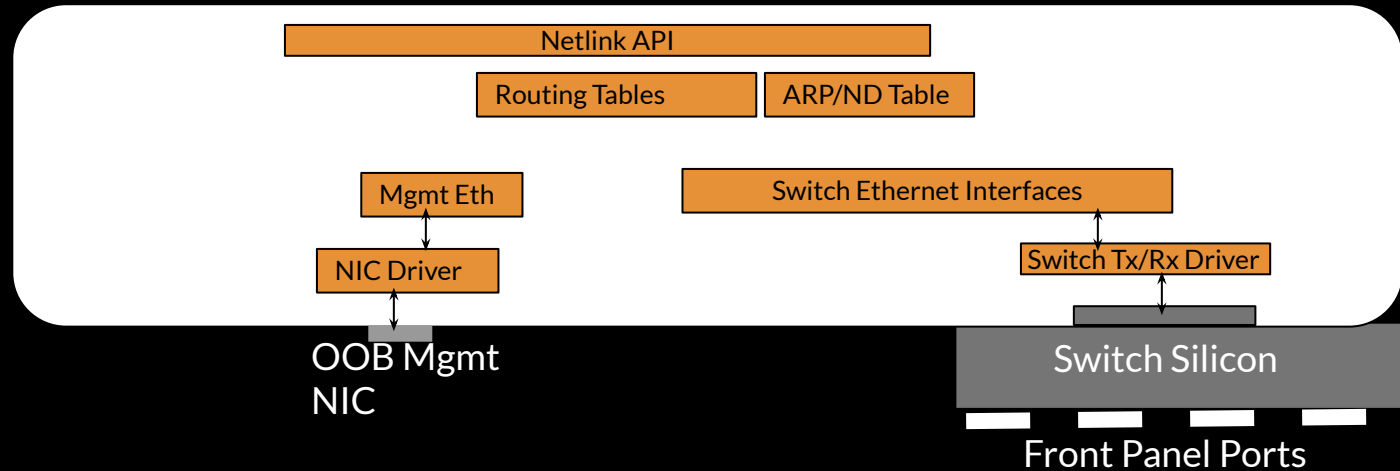 Netlink API
Routing Tables
ARP/ND Table
Mgmt Eth
Switch Ethernet Interfaces
NIC Driver
Switch Tx/Rx Driver
OOB Mgmt
NIC
Switch Silicon
Front Panel Ports